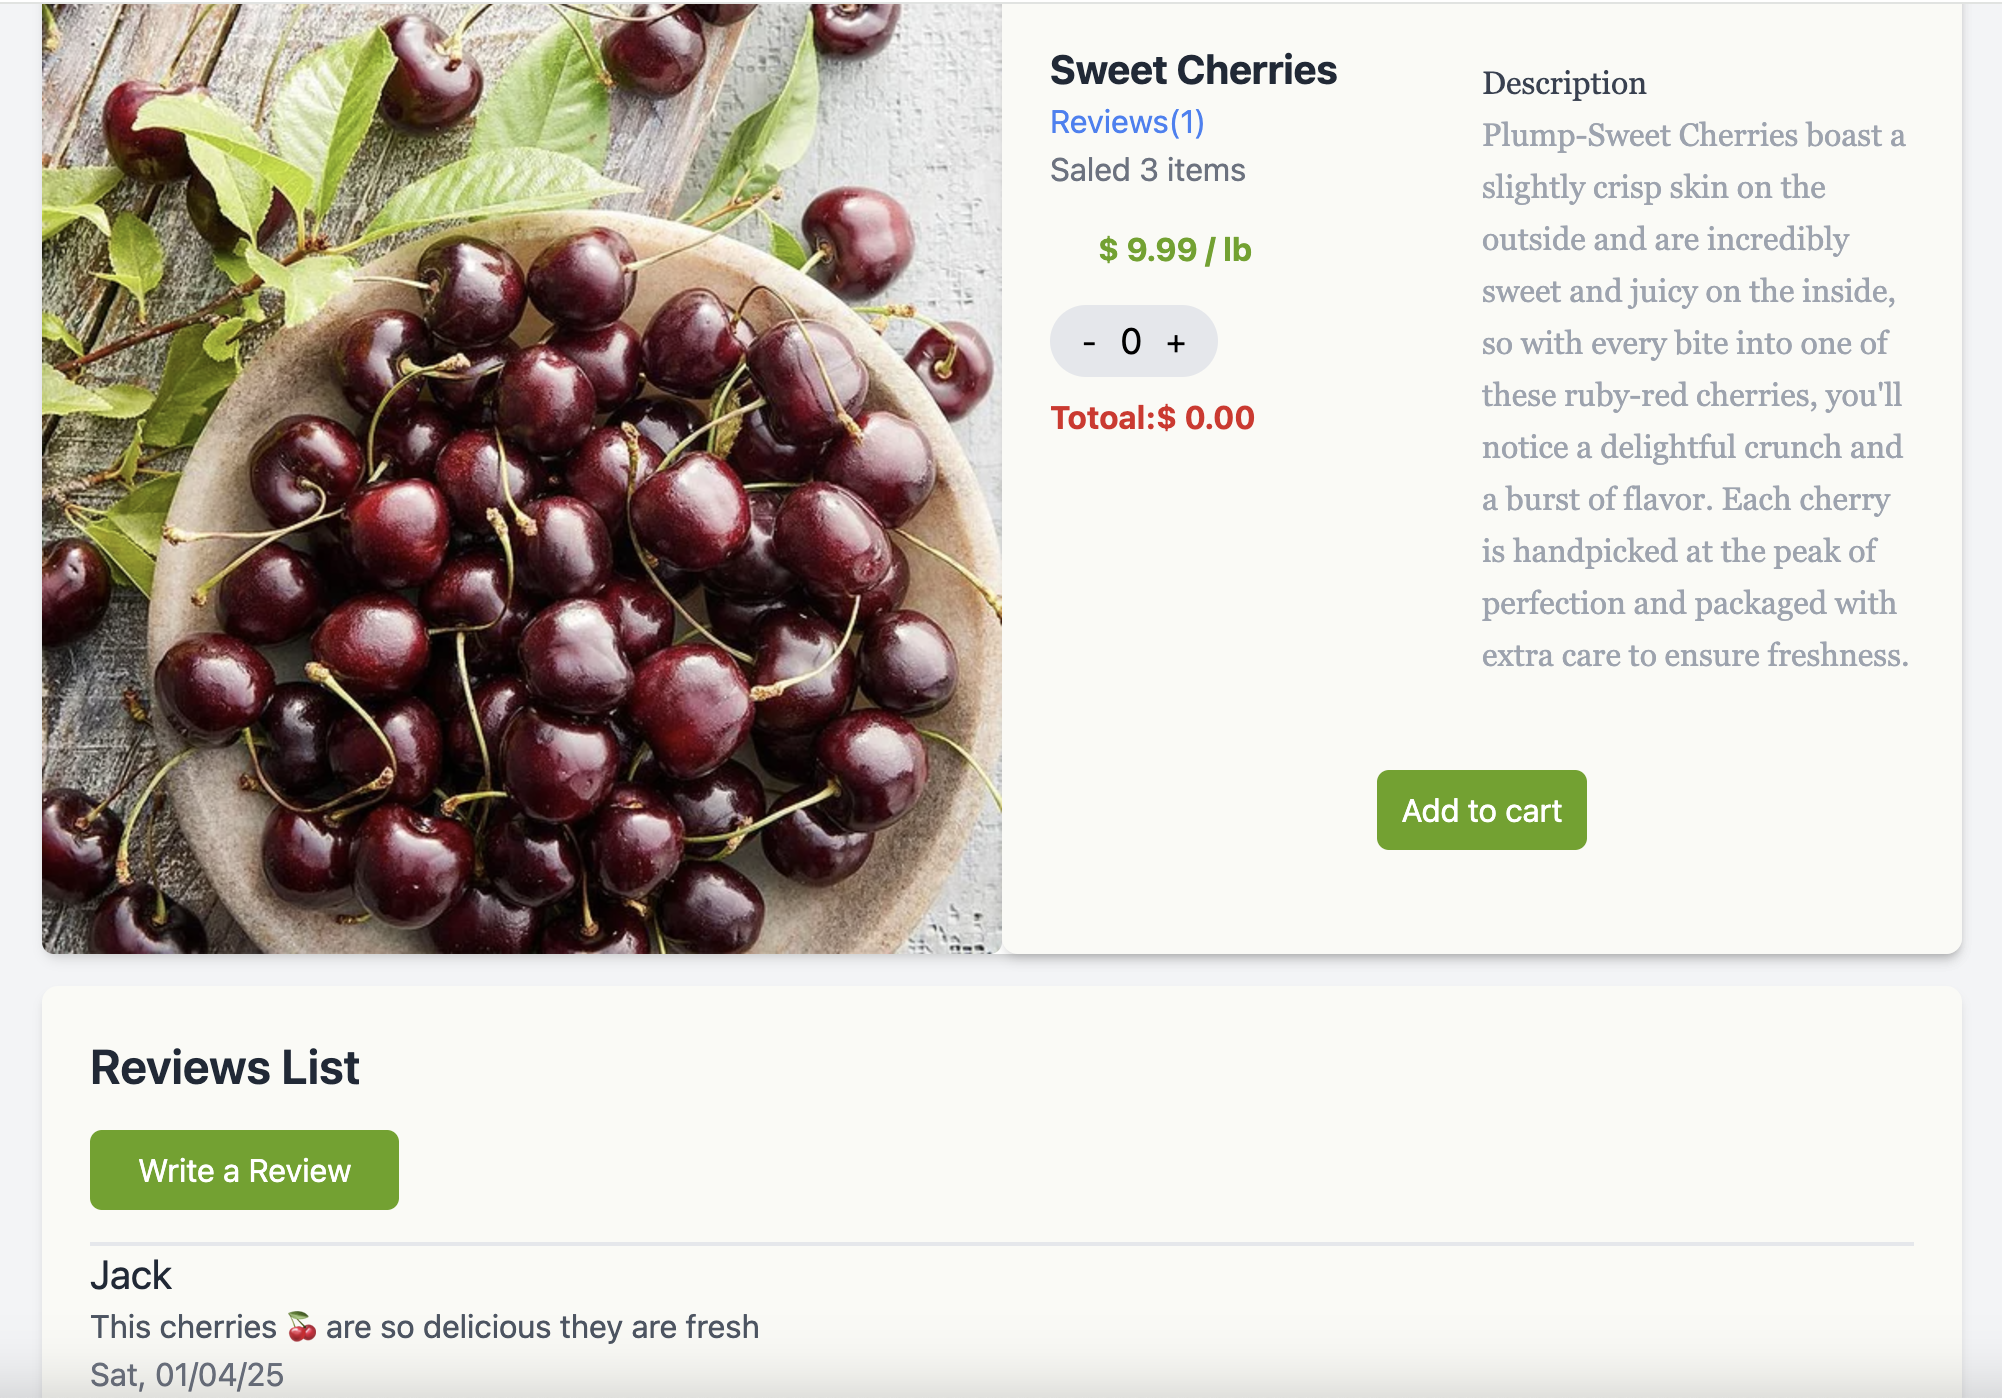 Sweet Cherries
Reviews(1)
Saled 3 items
$ 9.99 / lb
- 0 +
Totoal:$ 0.00
Description
Plump-Sweet Cherries boast a
slightly crisp skin on the
outside and are incredibly
sweet and juicy on the inside,
so with every bite into one of
these ruby-red cherries, you'll
notice a delightful crunch and
a burst of flavor. Each cherry
is handpicked at the peak of
perfection and packaged with
extra care to ensure freshness.
Add to cart
Reviews List
Write a Review
Jack
This cherries 🍒 are so delicious they are fresh
Sat, 01/04/25